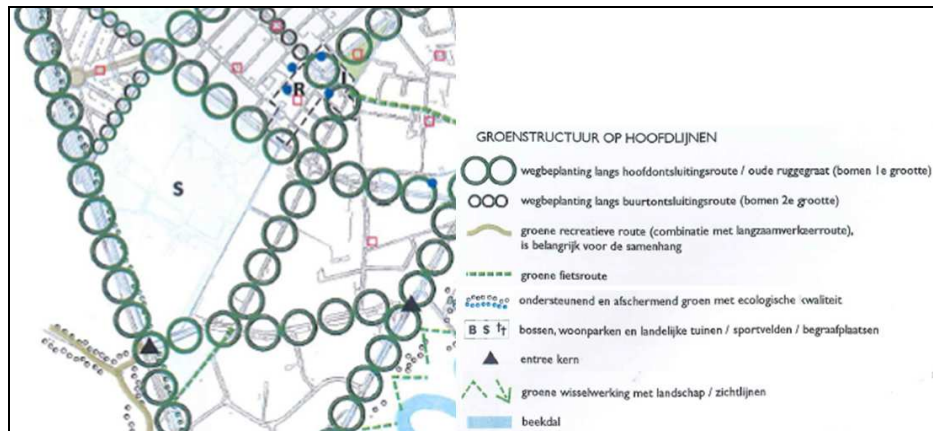 R
S
GROENSTRUCTUUR OP HOOFDLIJNEN
wegbeplanting langs hoofdontsluitingsroute / oude ruggegraat (bomen 1e grootte)
wegbeplanting langs buurtontsluitingsroute (bomen 2e grootte)
groene recreatieve route (combinatie met langzaamverkeerroute),
is belangrijk voor de samenhang
groene fietsroute
ondersteunend en afschermend groen met ecologische kwaliteit
B S †† bossen, woonparken en landelijke tuinen / sportvelden / begraafplaatsen
entree kern
groene wisselwerking met landschap / zichtlijnen
beekdal